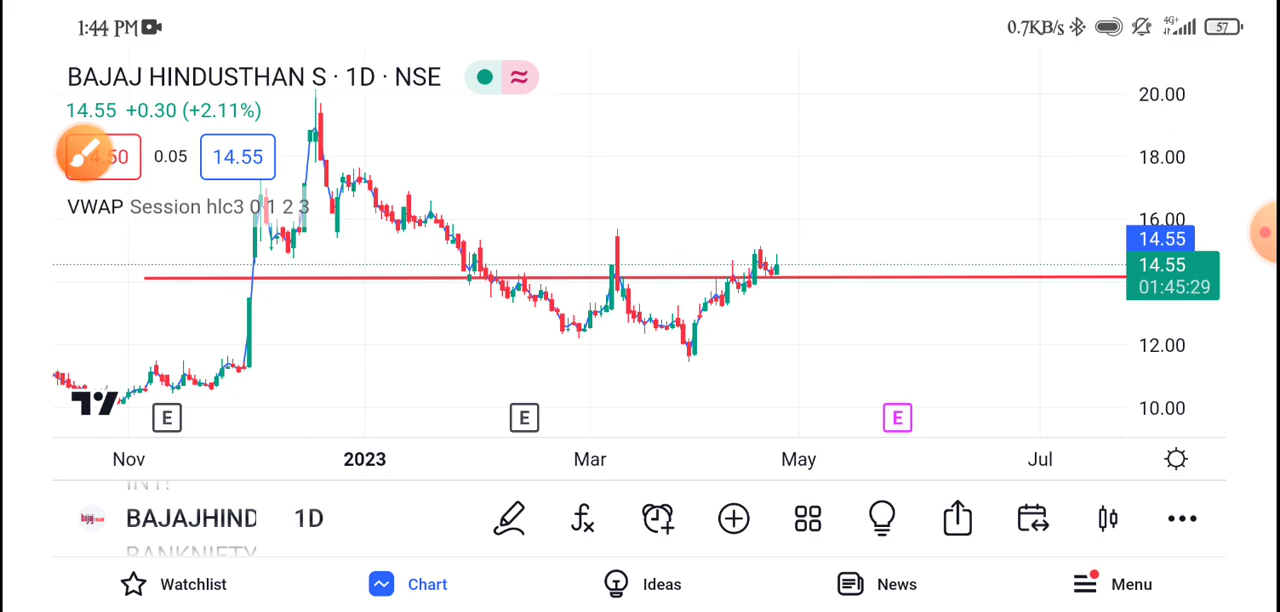 1:44 PM 0.7KB/s 4G+ 57
BAJAJ HINDUSTHAN S · 1D · NSE
14.55 +0.30 (+2.11%)
0.05 14.55
VWAP Session hlc3 0 1 2 3
20.00
18.00
16.00
14.55
14.55
01:45:29
12.00
10.00
E E E
Nov 2023 Mar May Jul
BAJAJHIND 1D
BANKNIFTY
Watchlist Chart Ideas News Menu